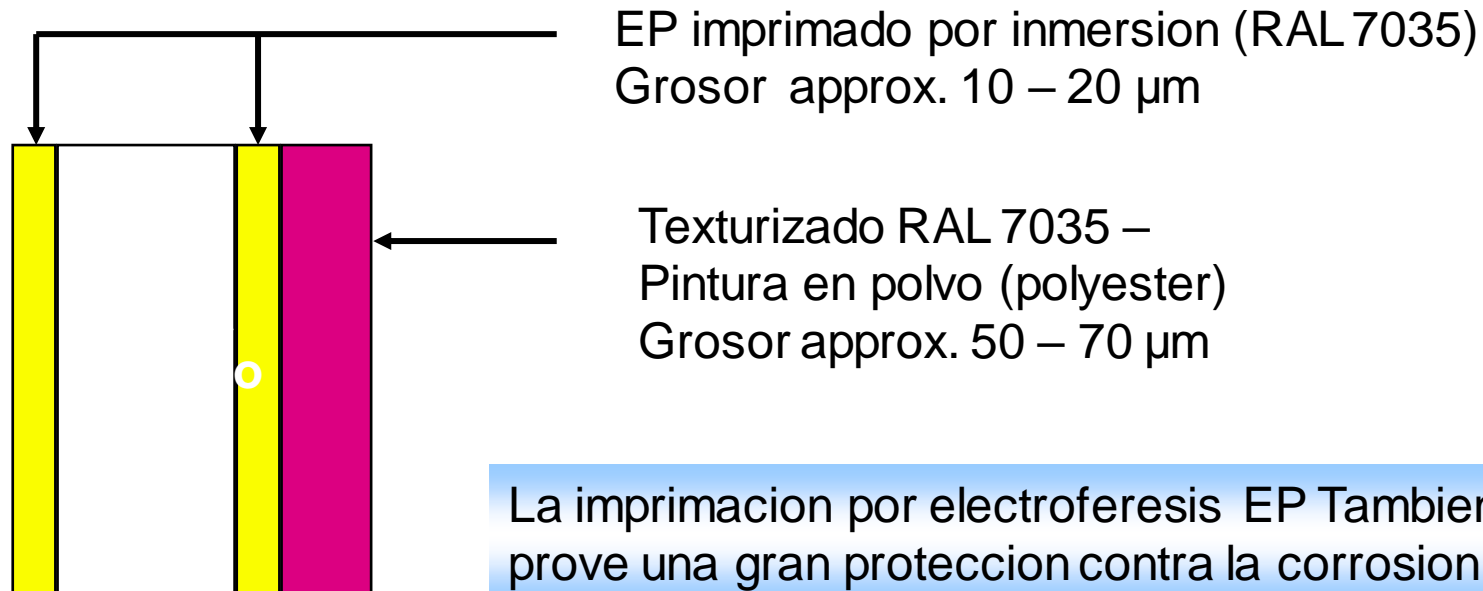 EP imprimado por inmersion (RAL 7035)
Grosor approx. 10 – 20 µm
Texturizado RAL 7035 –
Pintura en polvo (polyester)
Grosor approx. 50 – 70 µm
o
La imprimacion por electroferesis EP Tambien
prove una gran proteccion contra la corrosion